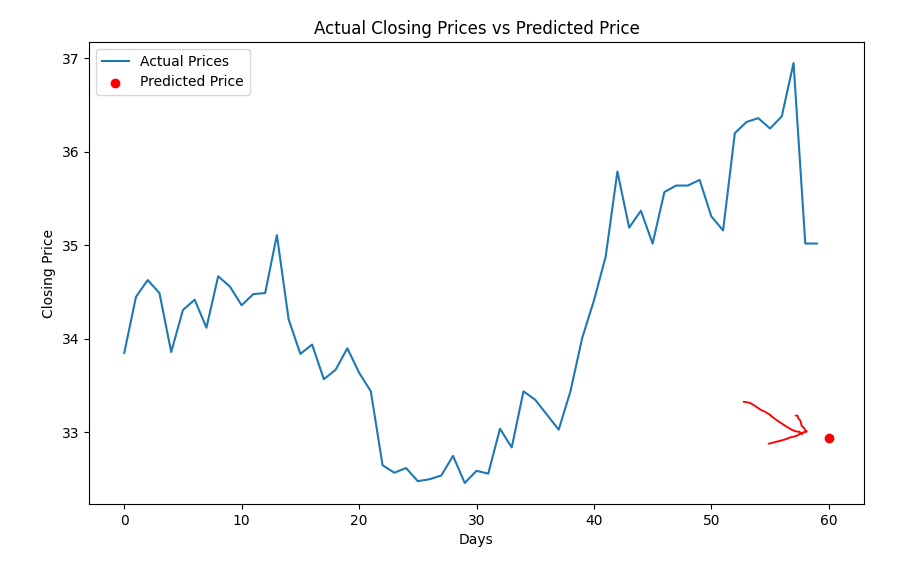 Actual Closing Prices vs Predicted Price
Actual Prices
Predicted Price
Closing Price
37
36
35
34
33
0 10 20 30 40 50 60
Days